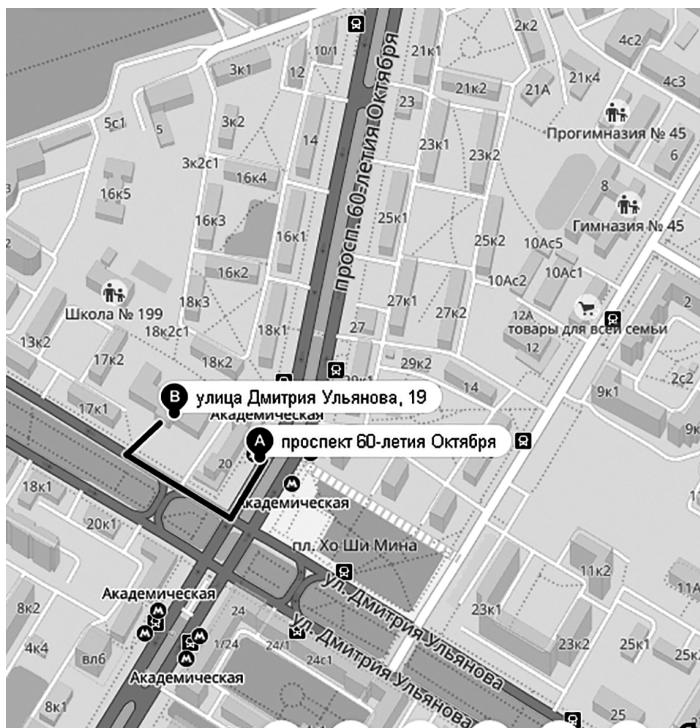 10/1
21к1
2к2
4с2
3к1
12
21к2
21А
21к4
4с3
5с1
5
3к2
14
просп. 60-летия Октября
23
23к1
23к2
Прогимназия № 45
6
3к2с1
16к4
16к5
16к3
16к1
25к1
25к2
8
Гимназия № 45
16к2
10Ас5
10Ас2
10Ас1
Школа № 199
18к3
27к1
27к2
2
18к2с1
18к1
27
12А
товары для всей семьи
12
13к2
17к2
18к2
29к2
2с2
14
9к1
В
улица Дмитрия Ульянова, 19
17к1
Академическая
А
проспект 60-летия Октября
20
18к1
Академическая
20к1
пл. Хо Ши Мина
ул. Дмитрия Ульянова
11к2
11А
Академическая
8к2
24
23к1
4к4
вл6
1/24
24/1
24с1
ул. Дмитрия Ульянова
23к2
25к1
25к
Академическая
8к1
25